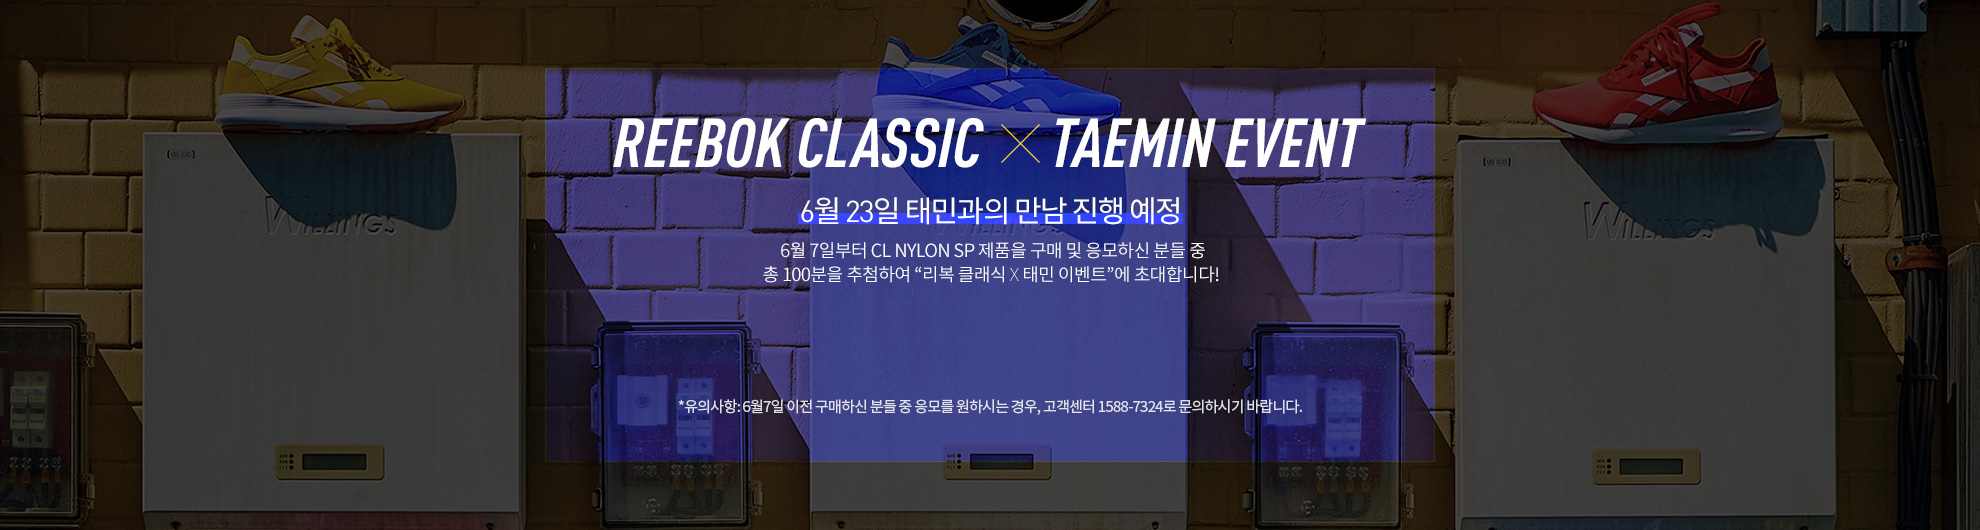 REEBOK CLASSIC X TAEMIN EVENT
6월 23일 태민과의 만남 진행 예정
6월 7일부터 CL NYLON SP 제품을 구매 및 응모하신 분들 중
총 100분을 추첨하여 “리복 클래식 X 태민 이벤트”에 초대합니다!
*유의사항: 6월7일 이전 구매하신 분들 중 응모를 원하시는 경우, 고객센터 1588-7324로 문의하시기 바랍니다.
WILLINGS
WILLINGS